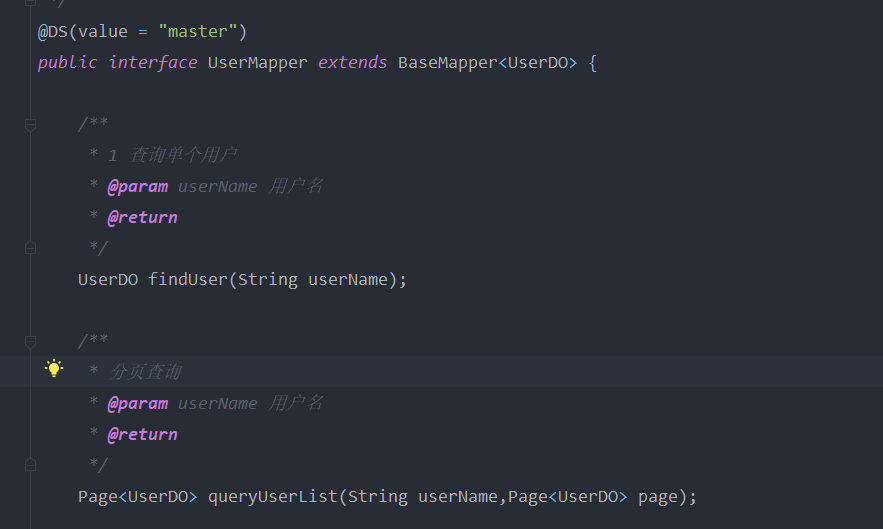 */
@DS(value = "master")
public interface UserMapper extends BaseMapper<UserDO> {
/**
* 1 查询单个用户
* @param userName 用户名
* @return
*/
UserDO findUser(String userName);
/**
* 分页查询
* @param userName 用户名
* @return
*/
Page<UserDO> queryUserList(String userName,Page<UserDO> page);